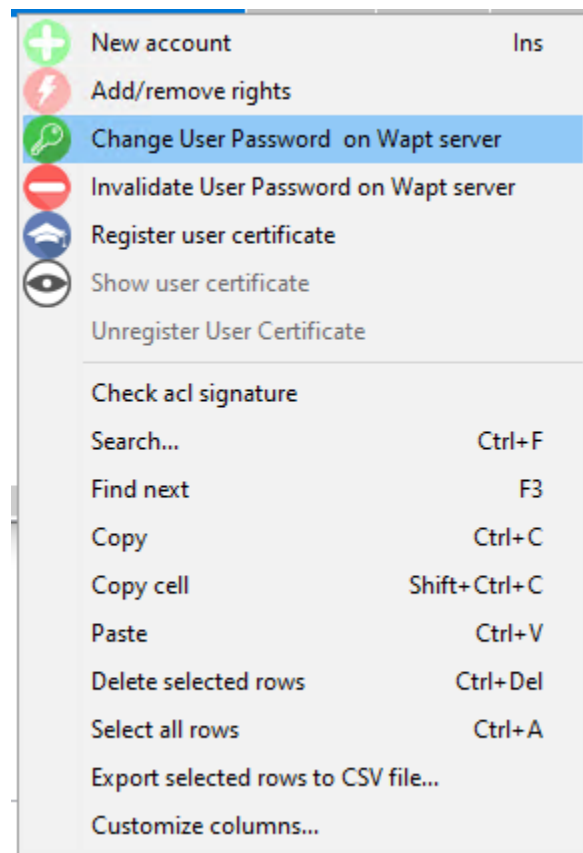 New account Ins
Add/remove rights
Change User Password  on Wapt server
Invalidate User Password on Wapt server
Register user certificate
Show user certificate
Unregister User Certificate
Check acl signature
Search... Ctrl+F
Find next F3
Copy Ctrl+C
Copy cell Shift+Ctrl+C
Paste Ctrl+V
Delete selected rows Ctrl+Del
Select all rows Ctrl+A
Export selected rows to CSV file...
Customize columns...